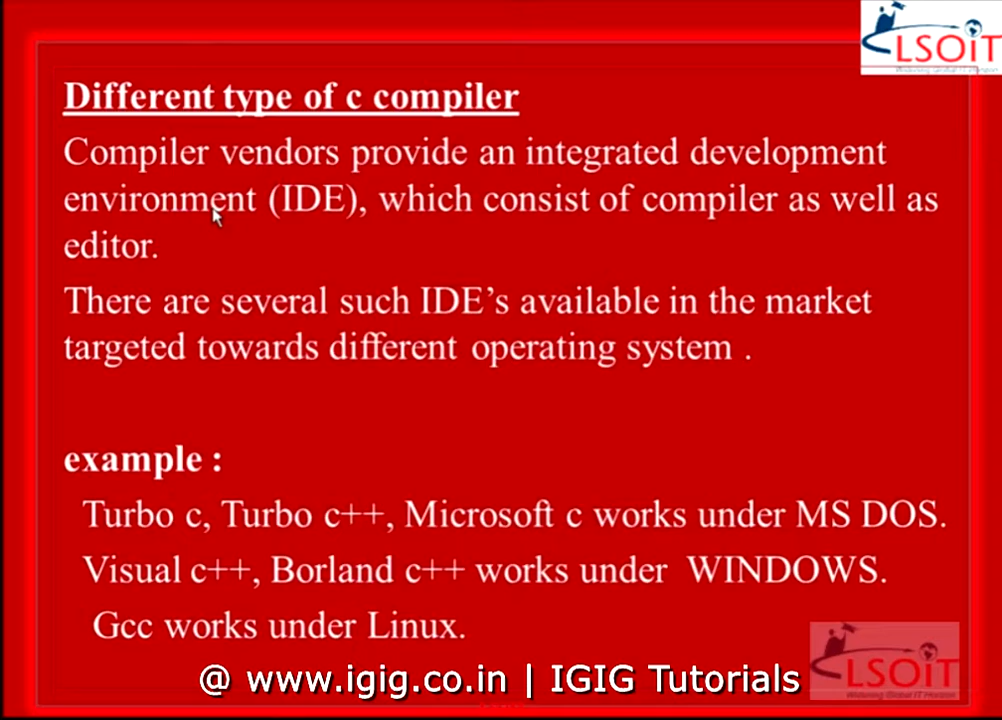 LSOiT
Different type of c compiler
Compiler vendors provide an integrated development
environment (IDE), which consist of compiler as well as
editor.
There are several such IDE’s available in the market
targeted towards different operating system .
example :
Turbo c, Turbo c++, Microsoft c works under MS DOS.
Visual c++, Borland c++ works under WINDOWS.
Gcc works under Linux.
LSOiT
@ www.igig.co.in | IGIG Tutorials